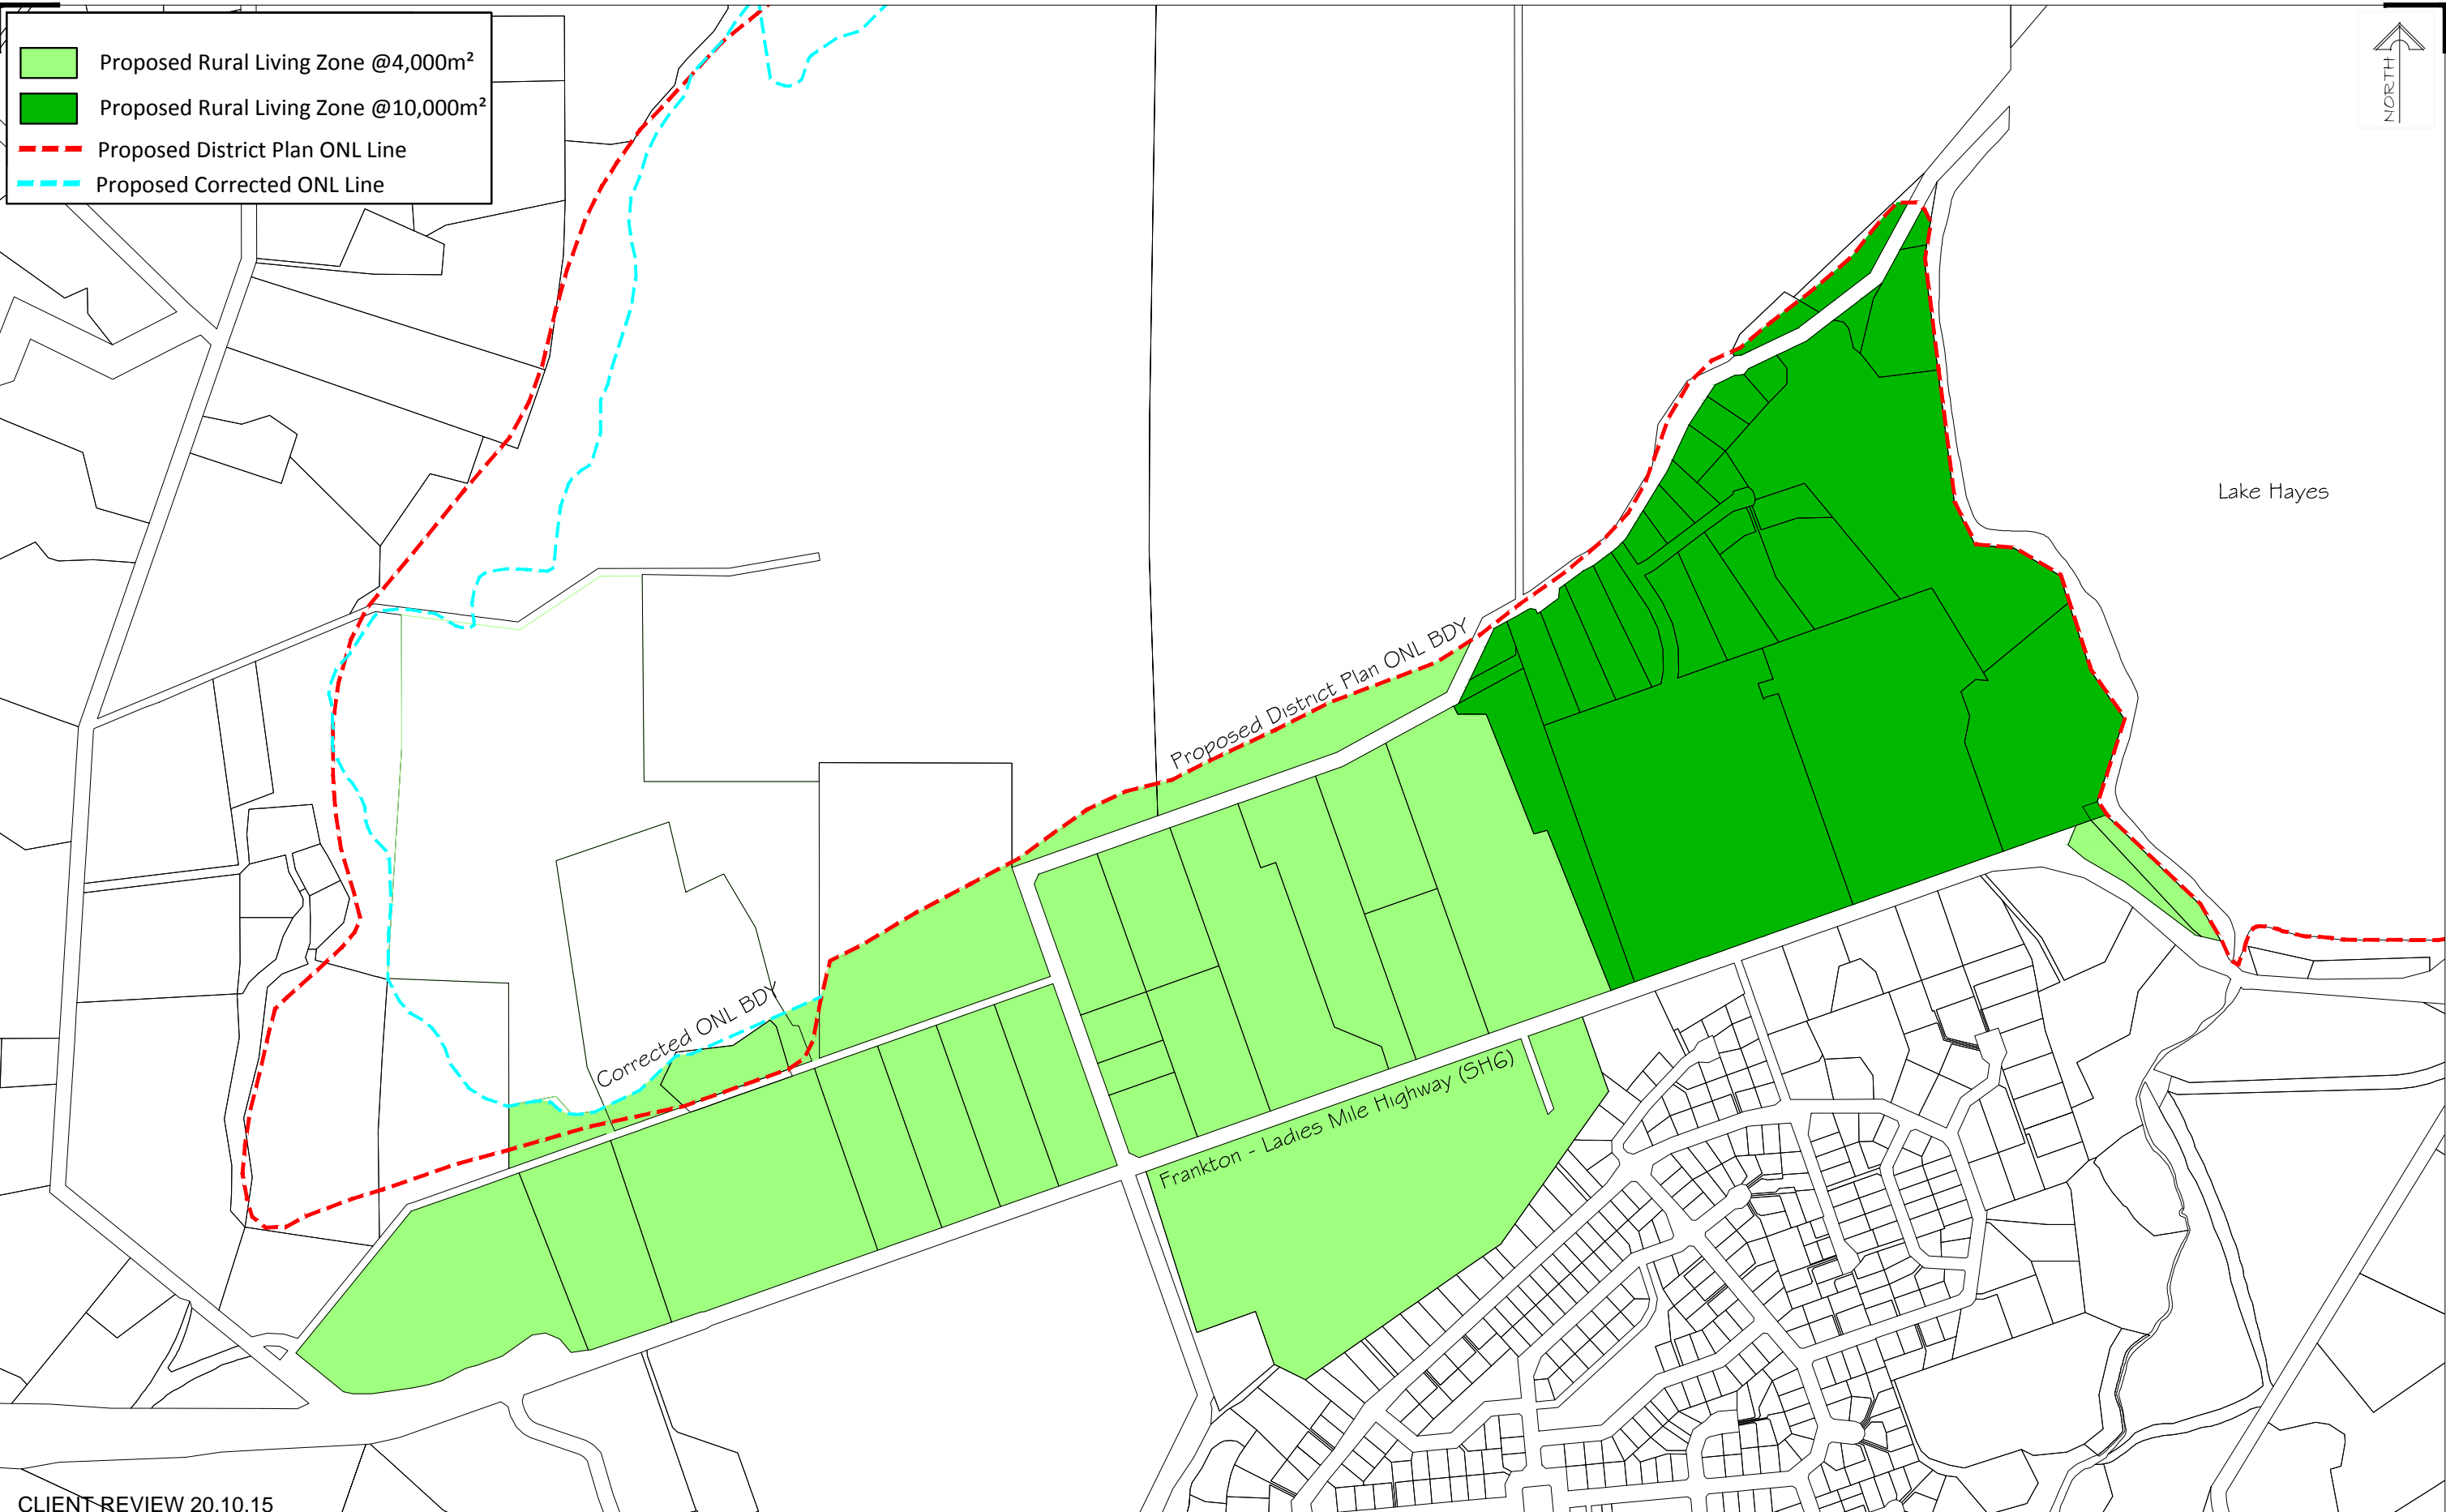 Proposed Rural Living Zone @4,000m²
Proposed Rural Living Zone @10,000m²
Proposed District Plan ONL Line
Proposed Corrected ONL Line
NORTH
Lake Hayes
Proposed District Plan ONL BDY
Corrected ONL BDY
Frankton - Ladies Mile Highway (SH6)
CLIENT REVIEW 20.10.15